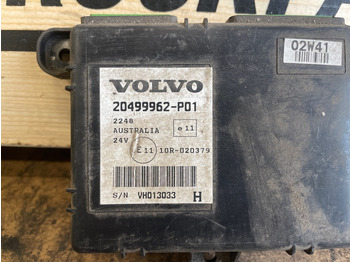 02W41
VOLVO
20499962-P01
2248
AUSTRALIA e11
24V
E11 10R-020379
S/N VH013033 H